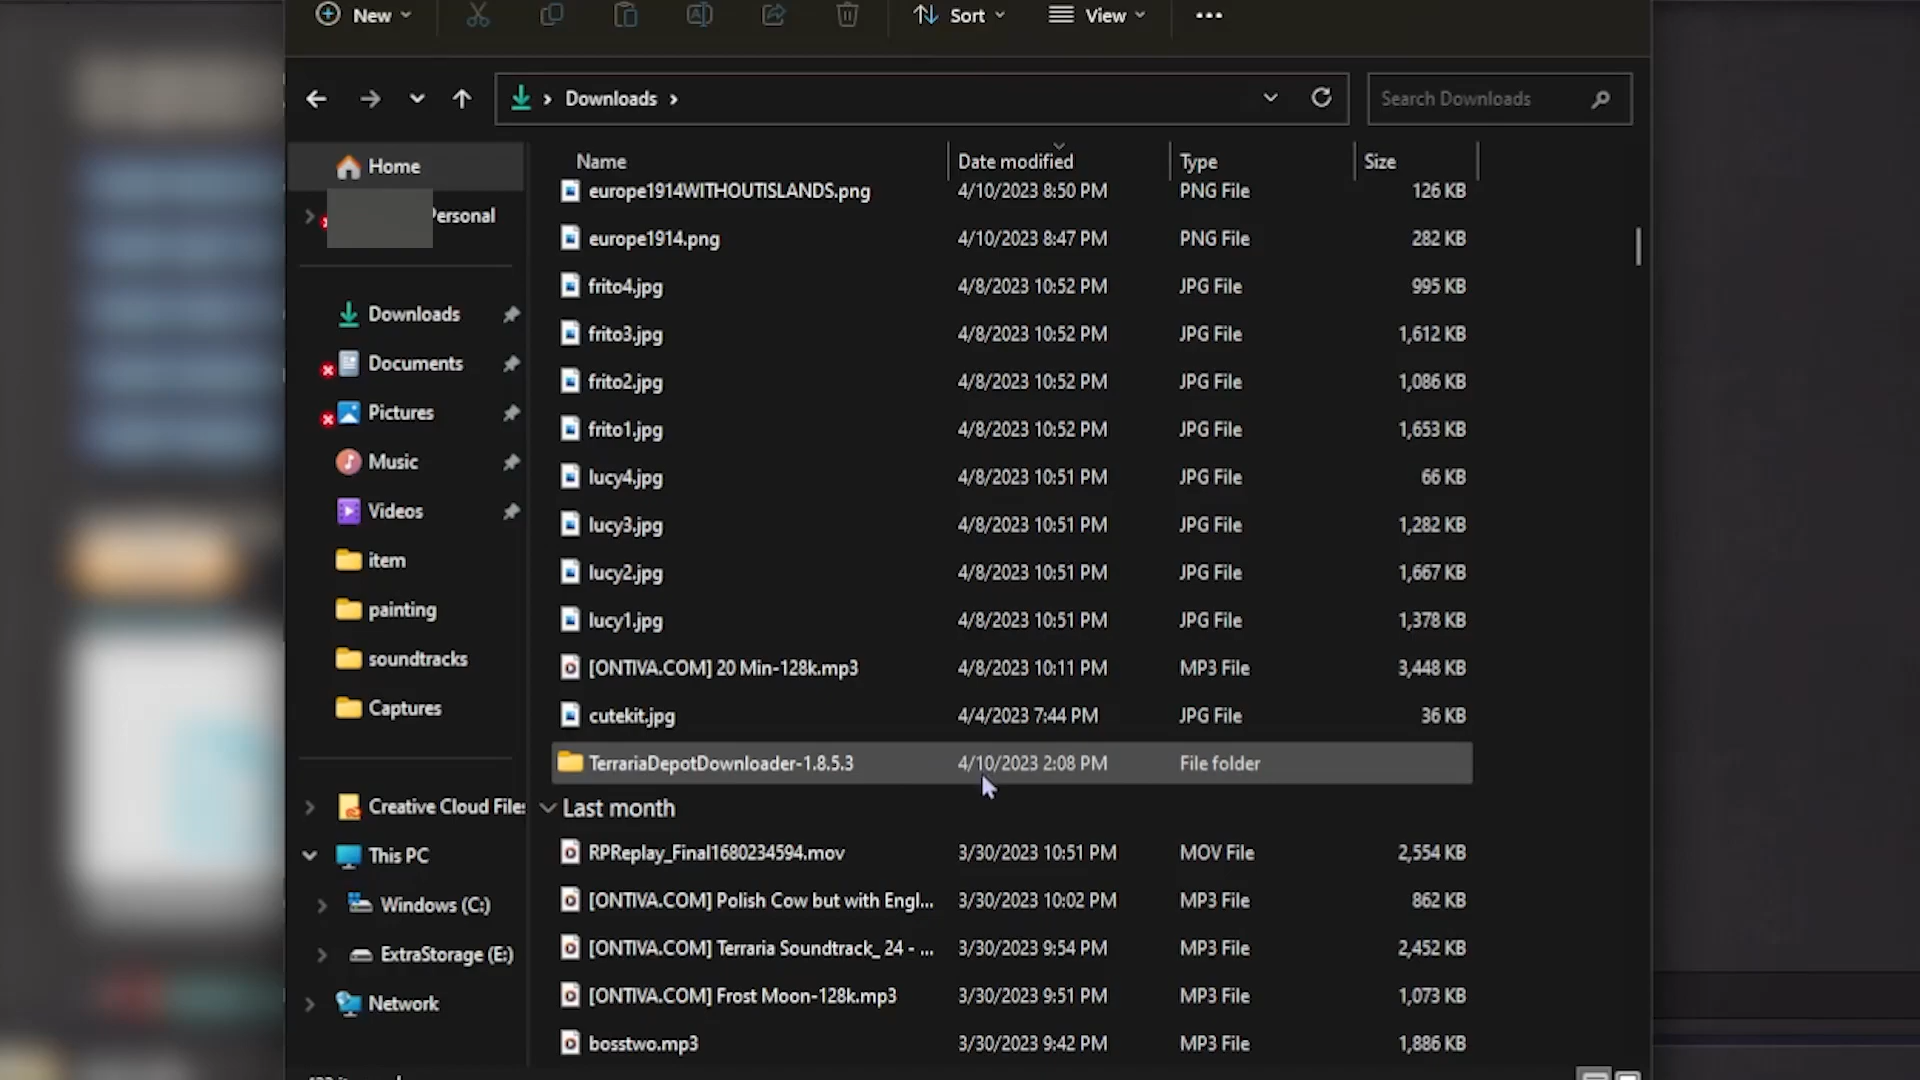 New
Sort
View
Downloads
Search Downloads
Name Date modified Type Size
Home
Personal
Downloads
Documents
Pictures
Music
Videos
item
painting
soundtracks
Captures
Creative Cloud Files
This PC
Windows (C:)
ExtraStorage (E:)
Network
europe1914WITHOUTISLANDS.png 4/10/2023 8:50 PM PNG File 126 KB
europe1914.png 4/10/2023 8:47 PM PNG File 282 KB
frito4.jpg 4/8/2023 10:52 PM JPG File 995 KB
frito3.jpg 4/8/2023 10:52 PM JPG File 1,612 KB
frito2.jpg 4/8/2023 10:52 PM JPG File 1,086 KB
frito1.jpg 4/8/2023 10:52 PM JPG File 1,653 KB
lucy4.jpg 4/8/2023 10:51 PM JPG File 66 KB
lucy3.jpg 4/8/2023 10:51 PM JPG File 1,282 KB
lucy2.jpg 4/8/2023 10:51 PM JPG File 1,667 KB
lucy1.jpg 4/8/2023 10:51 PM JPG File 1,378 KB
[ONTIVA.COM] 20 Min-128k.mp3 4/8/2023 10:11 PM MP3 File 3,448 KB
cutekit.jpg 4/4/2023 7:44 PM JPG File 36 KB
TerrariaDepotDownloader-1.8.5.3 4/10/2023 2:08 PM File folder
Last month
RPReplay_Final1680234594.mov 3/30/2023 10:51 PM MOV File 2,554 KB
[ONTIVA.COM] Polish Cow but with Engl... 3/30/2023 10:02 PM MP3 File 862 KB
[ONTIVA.COM] Terraria Soundtrack_ 24 - ... 3/30/2023 9:54 PM MP3 File 2,452 KB
[ONTIVA.COM] Frost Moon-128k.mp3 3/30/2023 9:51 PM MP3 File 1,073 KB
bosstwo.mp3 3/30/2023 9:42 PM MP3 File 1,886 KB